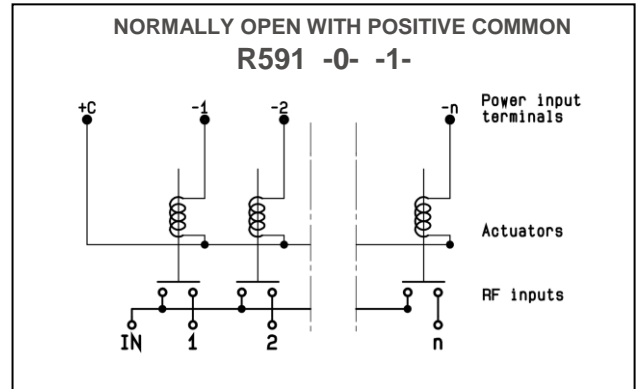 NORMALLY OPEN WITH POSITIVE COMMON
R591 -0- -1-
+C -1 -2 -n Power input
terminals
Actuators
RF inputs
IN 1 2 n